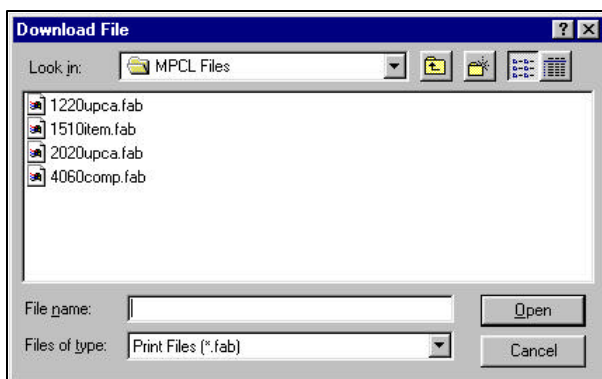 Download File
Look in: MPCL Files
1220upca.fab
1510item.fab
2020upca.fab
4060comp.fab
File name: Open
Files of type: Print Files (*.fab) Cancel